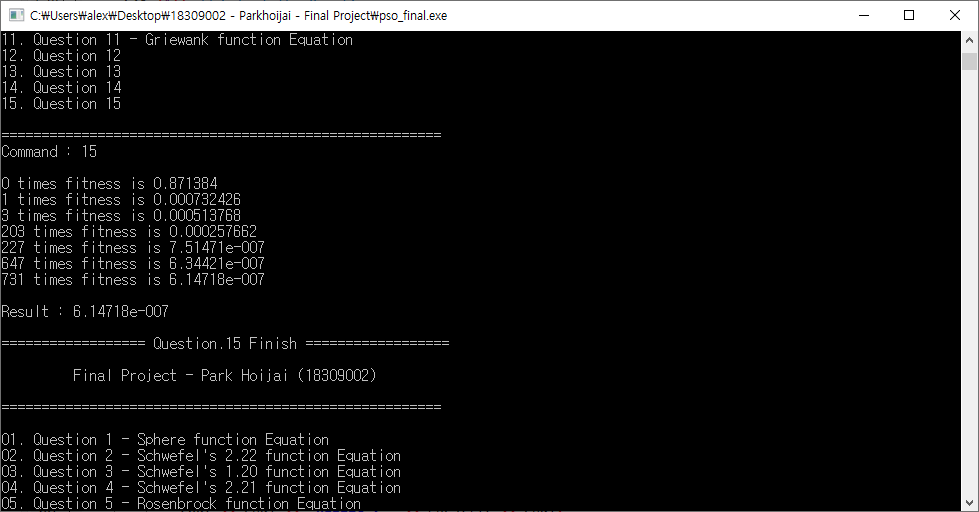 C:₩Users₩alex₩Desktop₩18309002 - Parkhoijai - Final Project₩pso_final.exe
11. Question 11 - Griewank function Equation
12. Question 12
13. Question 13
14. Question 14
15. Question 15
=======================================================
Command : 15
0 times fitness is 0.871384
1 times fitness is 0.000732426
3 times fitness is 0.000513768
203 times fitness is 0.000257662
227 times fitness is 7.51471e-007
647 times fitness is 6.34421e-007
731 times fitness is 6.14718e-007
Result : 6.14718e-007
================== Question.15 Finish ==================
Final Project - Park Hoijai (18309002)
=======================================================
01. Question 1 - Sphere function Equation
02. Question 2 - Schwefel's 2.22 function Equation
03. Question 3 - Schwefel's 1.20 function Equation
04. Question 4 - Schwefel's 2.21 function Equation
05. Question 5 - Rosenbrock function Equation